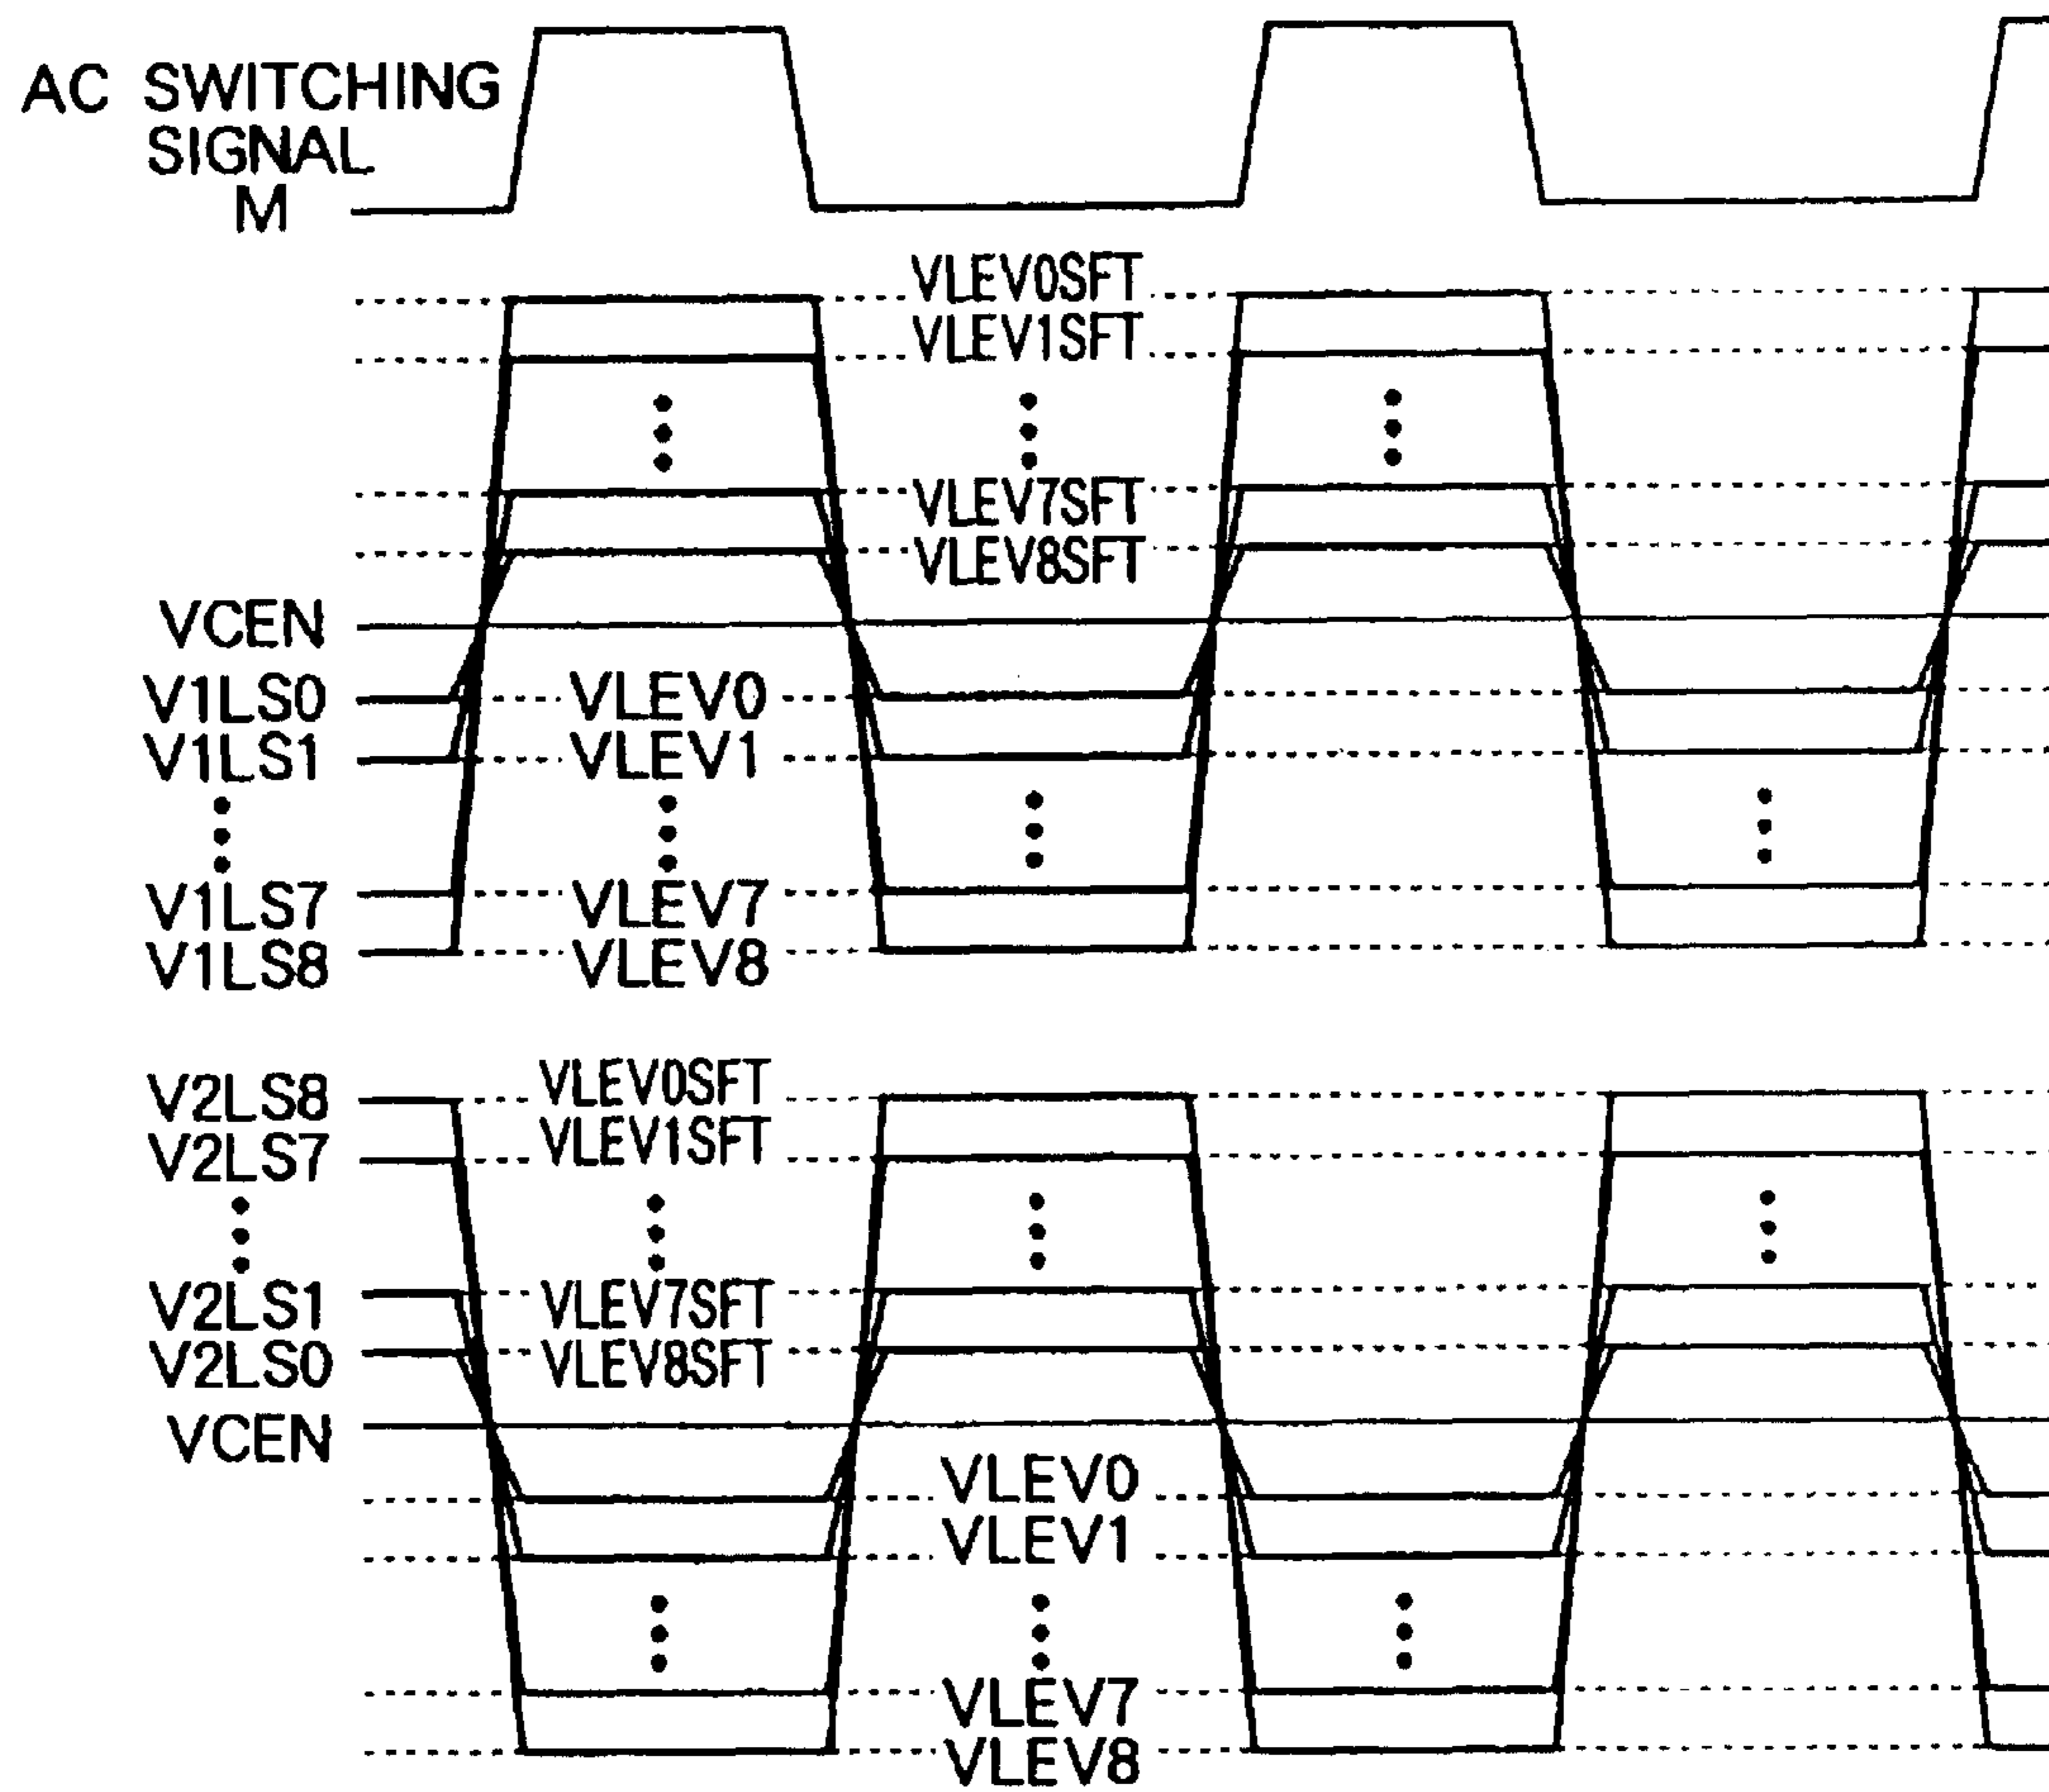 AC SWITCHING
SIGNAL
M
VLEV0SFT
VLEV1SFT
VLEV7SFT
VLEV8SFT
VCEN
V1LS0 VLEV0
V1LS1 VLEV1
V1LS7 VLEV7
V1LS8 VLEV8
V2LS8 VLEV0SFT
V2LS7 VLEV1SFT
V2LS1 VLEV7SFT
V2LS0 VLEV8SFT
VCEN
VLEV0
VLEV1
VLEV7
VLEV8